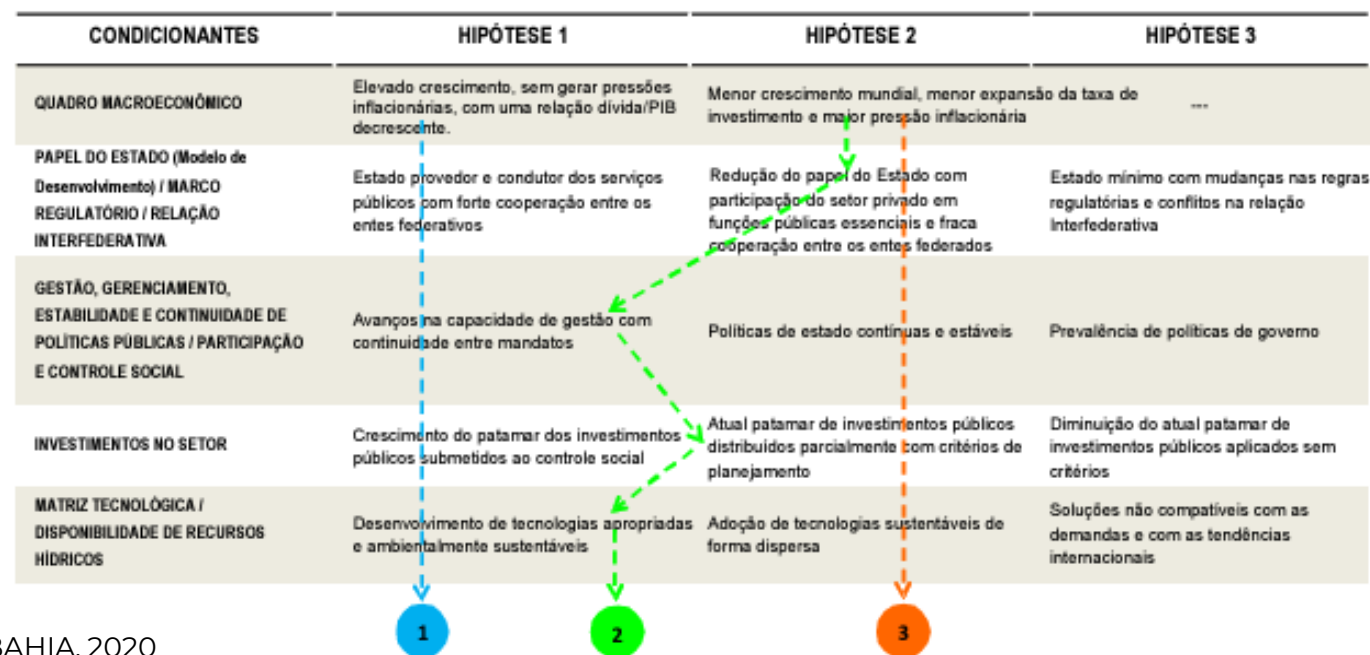 CONDICIONANTES HIPÓTESE 1 HIPÓTESE 2 HIPÓTESE 3
QUADRO MACROECONÔMICO
Elevado crescimento, sem gerar pressões
inflacionárias, com uma relação dívida/PIB
decrescente.
Menor crescimento mundial, menor expansão da taxa de
investimento e major pressão inflacionária
---
PAPEL DO ESTADO (Modelo de
Desenvolvimento) / MARCO
REGULATÓRIO / RELAÇÃO
INTERFEDERATIVA
Estado provedor e condutor dos serviços
públicos com forte cooperação entre os
entes federativos
Redução do papel do Estado com
participação do setor privado em
funções públicas essenciais e fraca
cooperação entre os entes federados
Estado mínimo com mudanças nas regras
regulatórias e conflitos na relação
Interfederativa
GESTÃO, GERENCIAMENTO,
ESTABILIDADE E CONTINUIDADE DE
POLÍTICAS PÚBLICAS / PARTICIPAÇÃO
E CONTROLE SOCIAL
Avanços na capacidade de gestão com
continuidade entre mandatos
Políticas de estado contínuas e estáveis
Prevalência de políticas de governo
INVESTIMENTOS NO SETOR
Crescimento do patamar dos investimentos
públicos submetidos ao controle social
Atual patamar de investimentos públicos
distribuídos parcialmente com critérios de
planejamento
Diminuição do atual patamar de
investimentos públicos aplicados sem
critérios
MATRIZ TECNOLÓGICA /
DISPONIBILIDADE DE RECURSOS
HÍDRICOS
Desenvolvimento de tecnologias apropriadas
e ambientalmente sustentáveis
Adoção de tecnologias sustentáveis de
forma dispersa
Soluções não compatíveis com as
demandas e com as tendências
internacionais
1 2 3
BAHIA, 2020